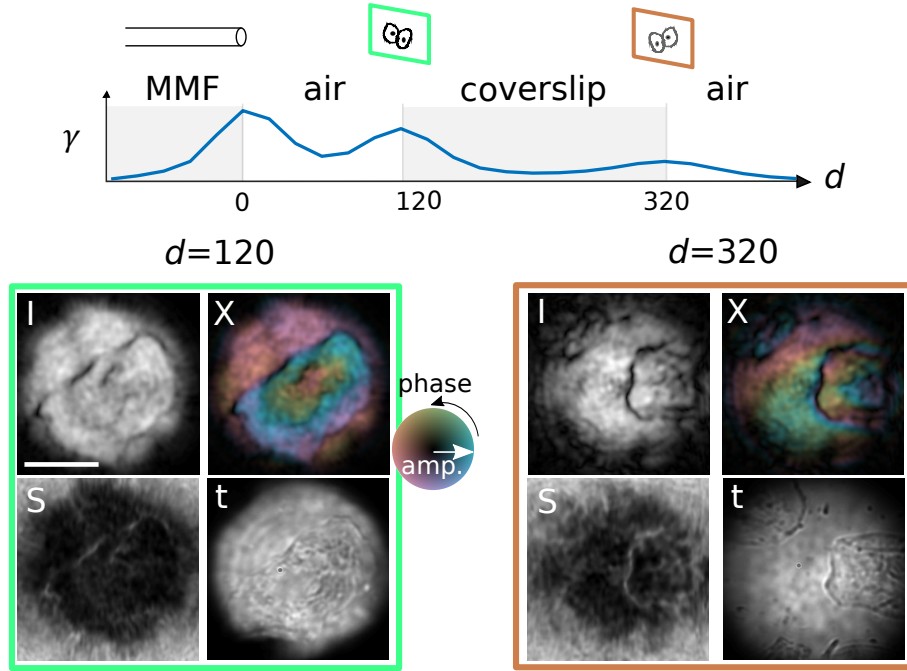 MMF air coverslip air
γ
d
0 120 320
d=120 d=320
I X I X
phase
amp.
S t S t